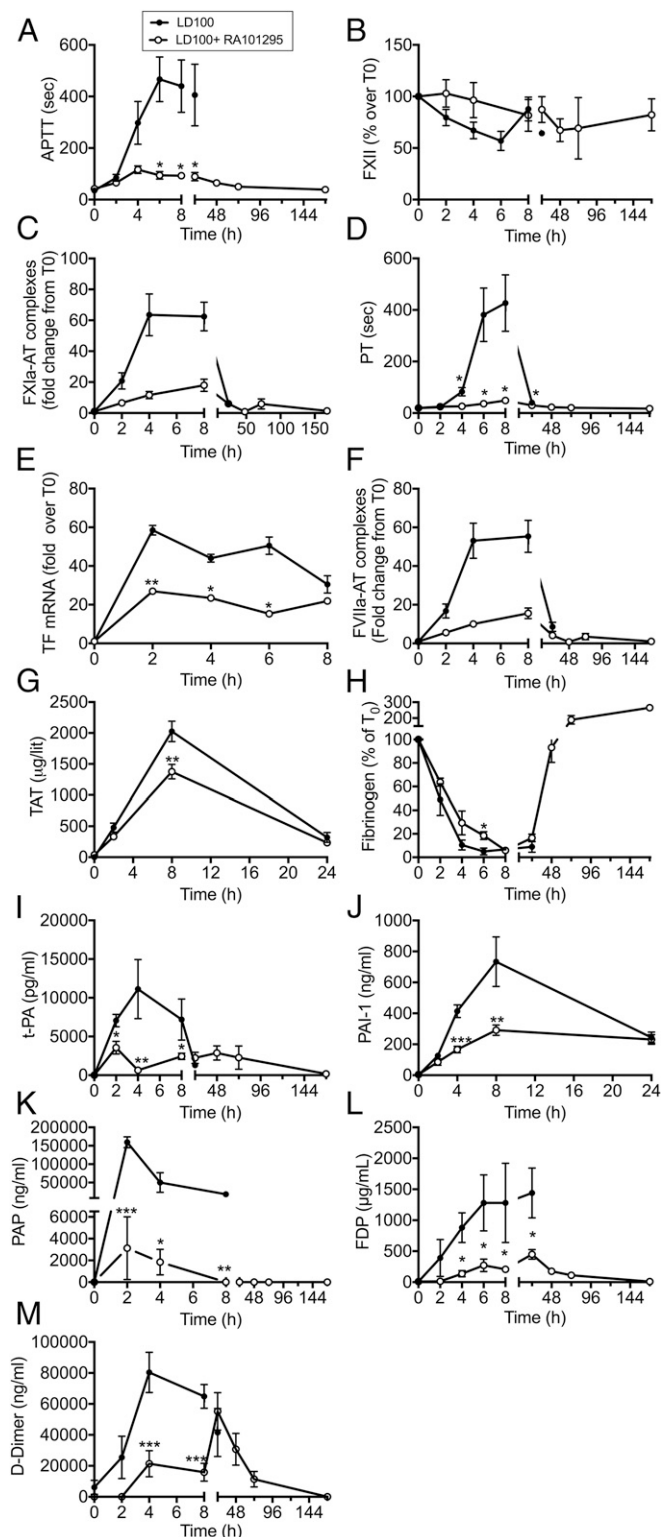 LD100
LD100+ RA101295
A
APTT (sec)
600
400
200
0
0 2 4 6 8 48 96 144
Time (h)
* * *
B
FXII (% over T0)
150
100
50
0
0 2 4 6 8 48 96 144
Time (h)
C
FXIa-AT complexes
(fold change from T0)
100
80
60
40
20
0
0 2 4 6 8 50 100 150
Time (h)
D
PT (sec)
600
400
200
0
0 2 4 6 8 48 96 144
Time (h)
* * * *
E
TF mRNA (fold over T0)
80
60
40
20
0
0 2 4 6 8
Time (h)
** * *
F
FVIIa-AT complexes
(Fold change from T0)
80
60
40
20
0
0 2 4 6 8 48 96 144
Time (h)
G
TAT (µg/lit)
2500
2000
1500
1000
500
0
0 4 8 12 16 20 24
Time (h)
**
H
Fibrinogen (% of T0)
300
200
100
80
60
40
20
0
0 2 4 6 8 48 96 144
Time (h)
*
I
t-PA (pg/ml)
20000
15000
10000
5000
0
0 2 4 6 8 48 96 144
Time (h)
* ** *
J
PAI-1 (ng/ml)
1000
800
600
400
200
0
0 4 8 12 16 20 24
Time (h)
*** **
K
PAP (ng/ml)
200000
150000
100000
50000
6000
4000
2000
0
0 2 4 6 8 48 96 144
Time (h)
*** * **
L
FDP (µg/mL)
2000
1500
1000
500
0
0 2 4 6 8 48 96 144
Time (h)
* * * *
M
D-Dimer (ng/ml)
100000
80000
60000
40000
20000
0
0 2 4 6 8 48 96 144
Time (h)
*** ***